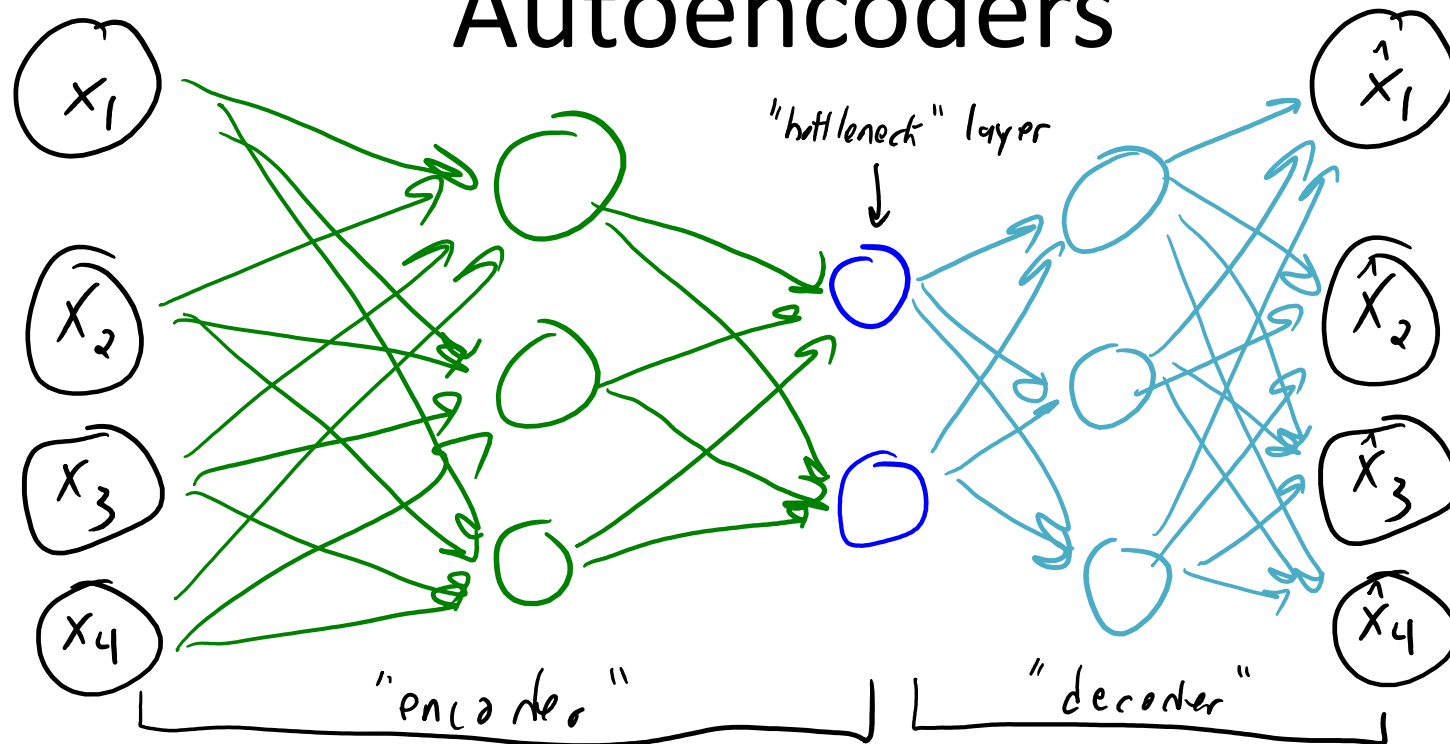 Autoencoders
"bottleneck" layer
x1
x2
x3
x4
x̂1
x̂2
x̂3
x̂4
"encoder"
"decoder"